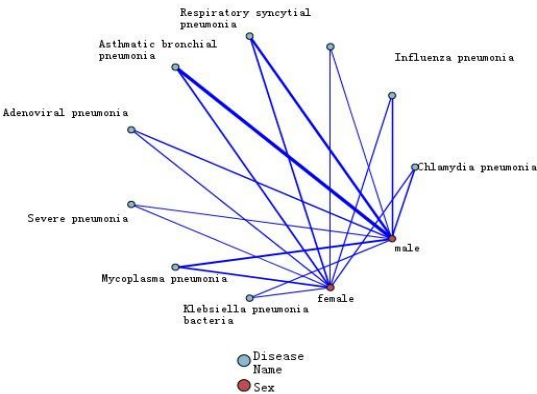 Respiratory syncytial
pneumonia
Asthmatic bronchial
pneumonia
Influenza pneumonia
Adenoviral pneumonia
Chlamydia pneumonia
Severe pneumonia
male
Mycoplasma pneumonia
female
Klebsiella pneumonia
bacteria
Disease
Name
Sex